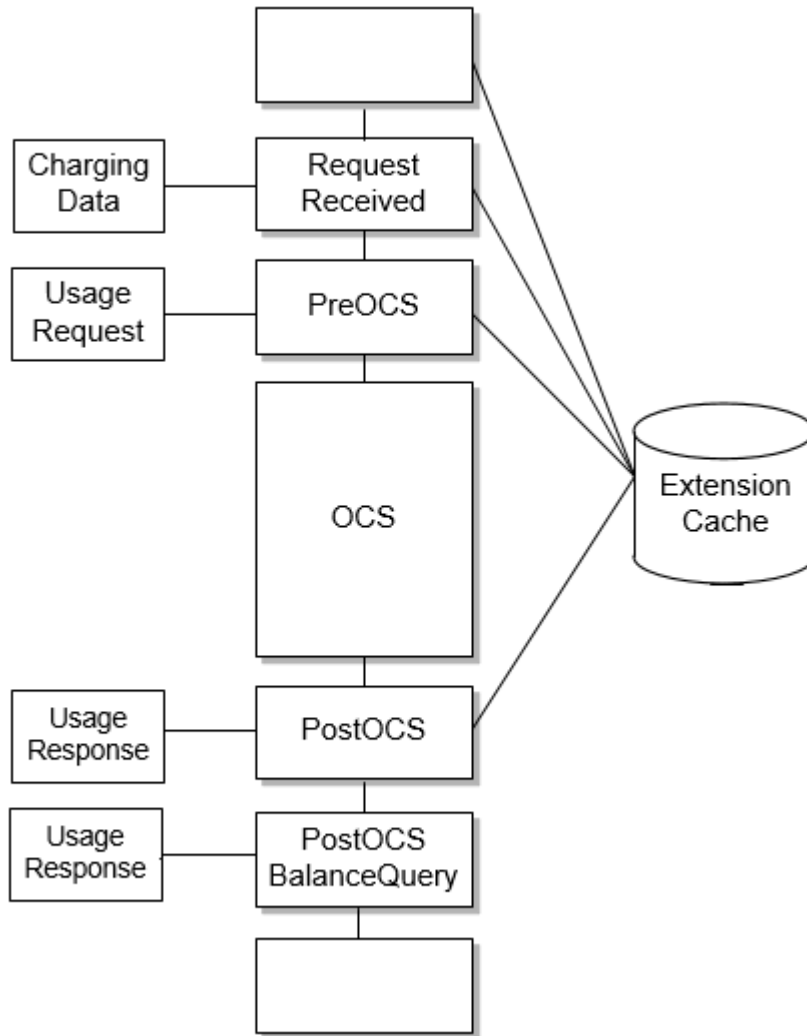 Charging
Data
Request
Received
Usage
Request
PreOCS
OCS
Extension
Cache
Usage
Response
PostOCS
Usage
Response
PostOCS
BalanceQuery